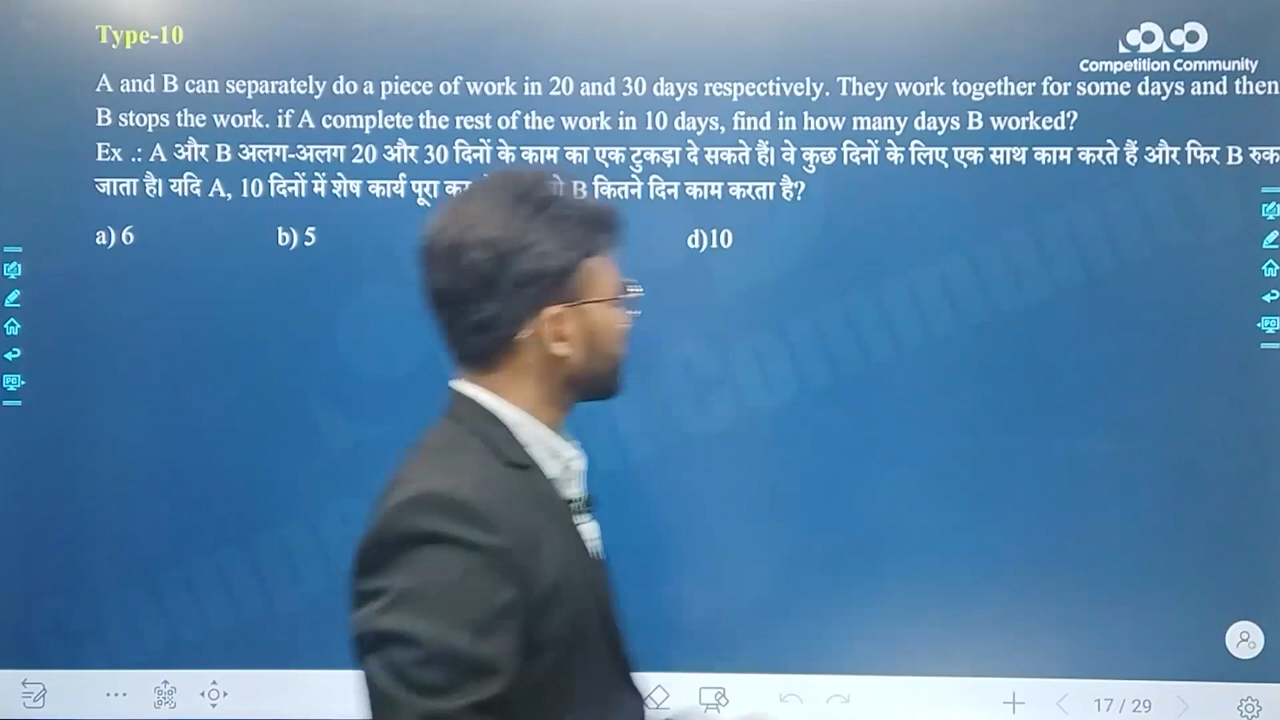 Type-10
Competition Community
A and B can separately do a piece of work in 20 and 30 days respectively. They work together for some days and then
B stops the work. if A complete the rest of the work in 10 days, find in how many days B worked?
Ex .: A और B अलग-अलग 20 और 30 दिनों के काम का एक टुकड़ा दे सकते हैं। वे कुछ दिनों के लिए एक साथ काम करते हैं और फिर B रुक
जाता है। यदि A, 10 दिनों में शेष कार्य पूरा B कितने दिन काम करता है?
a) 6 b) 5 d)10
17 / 29